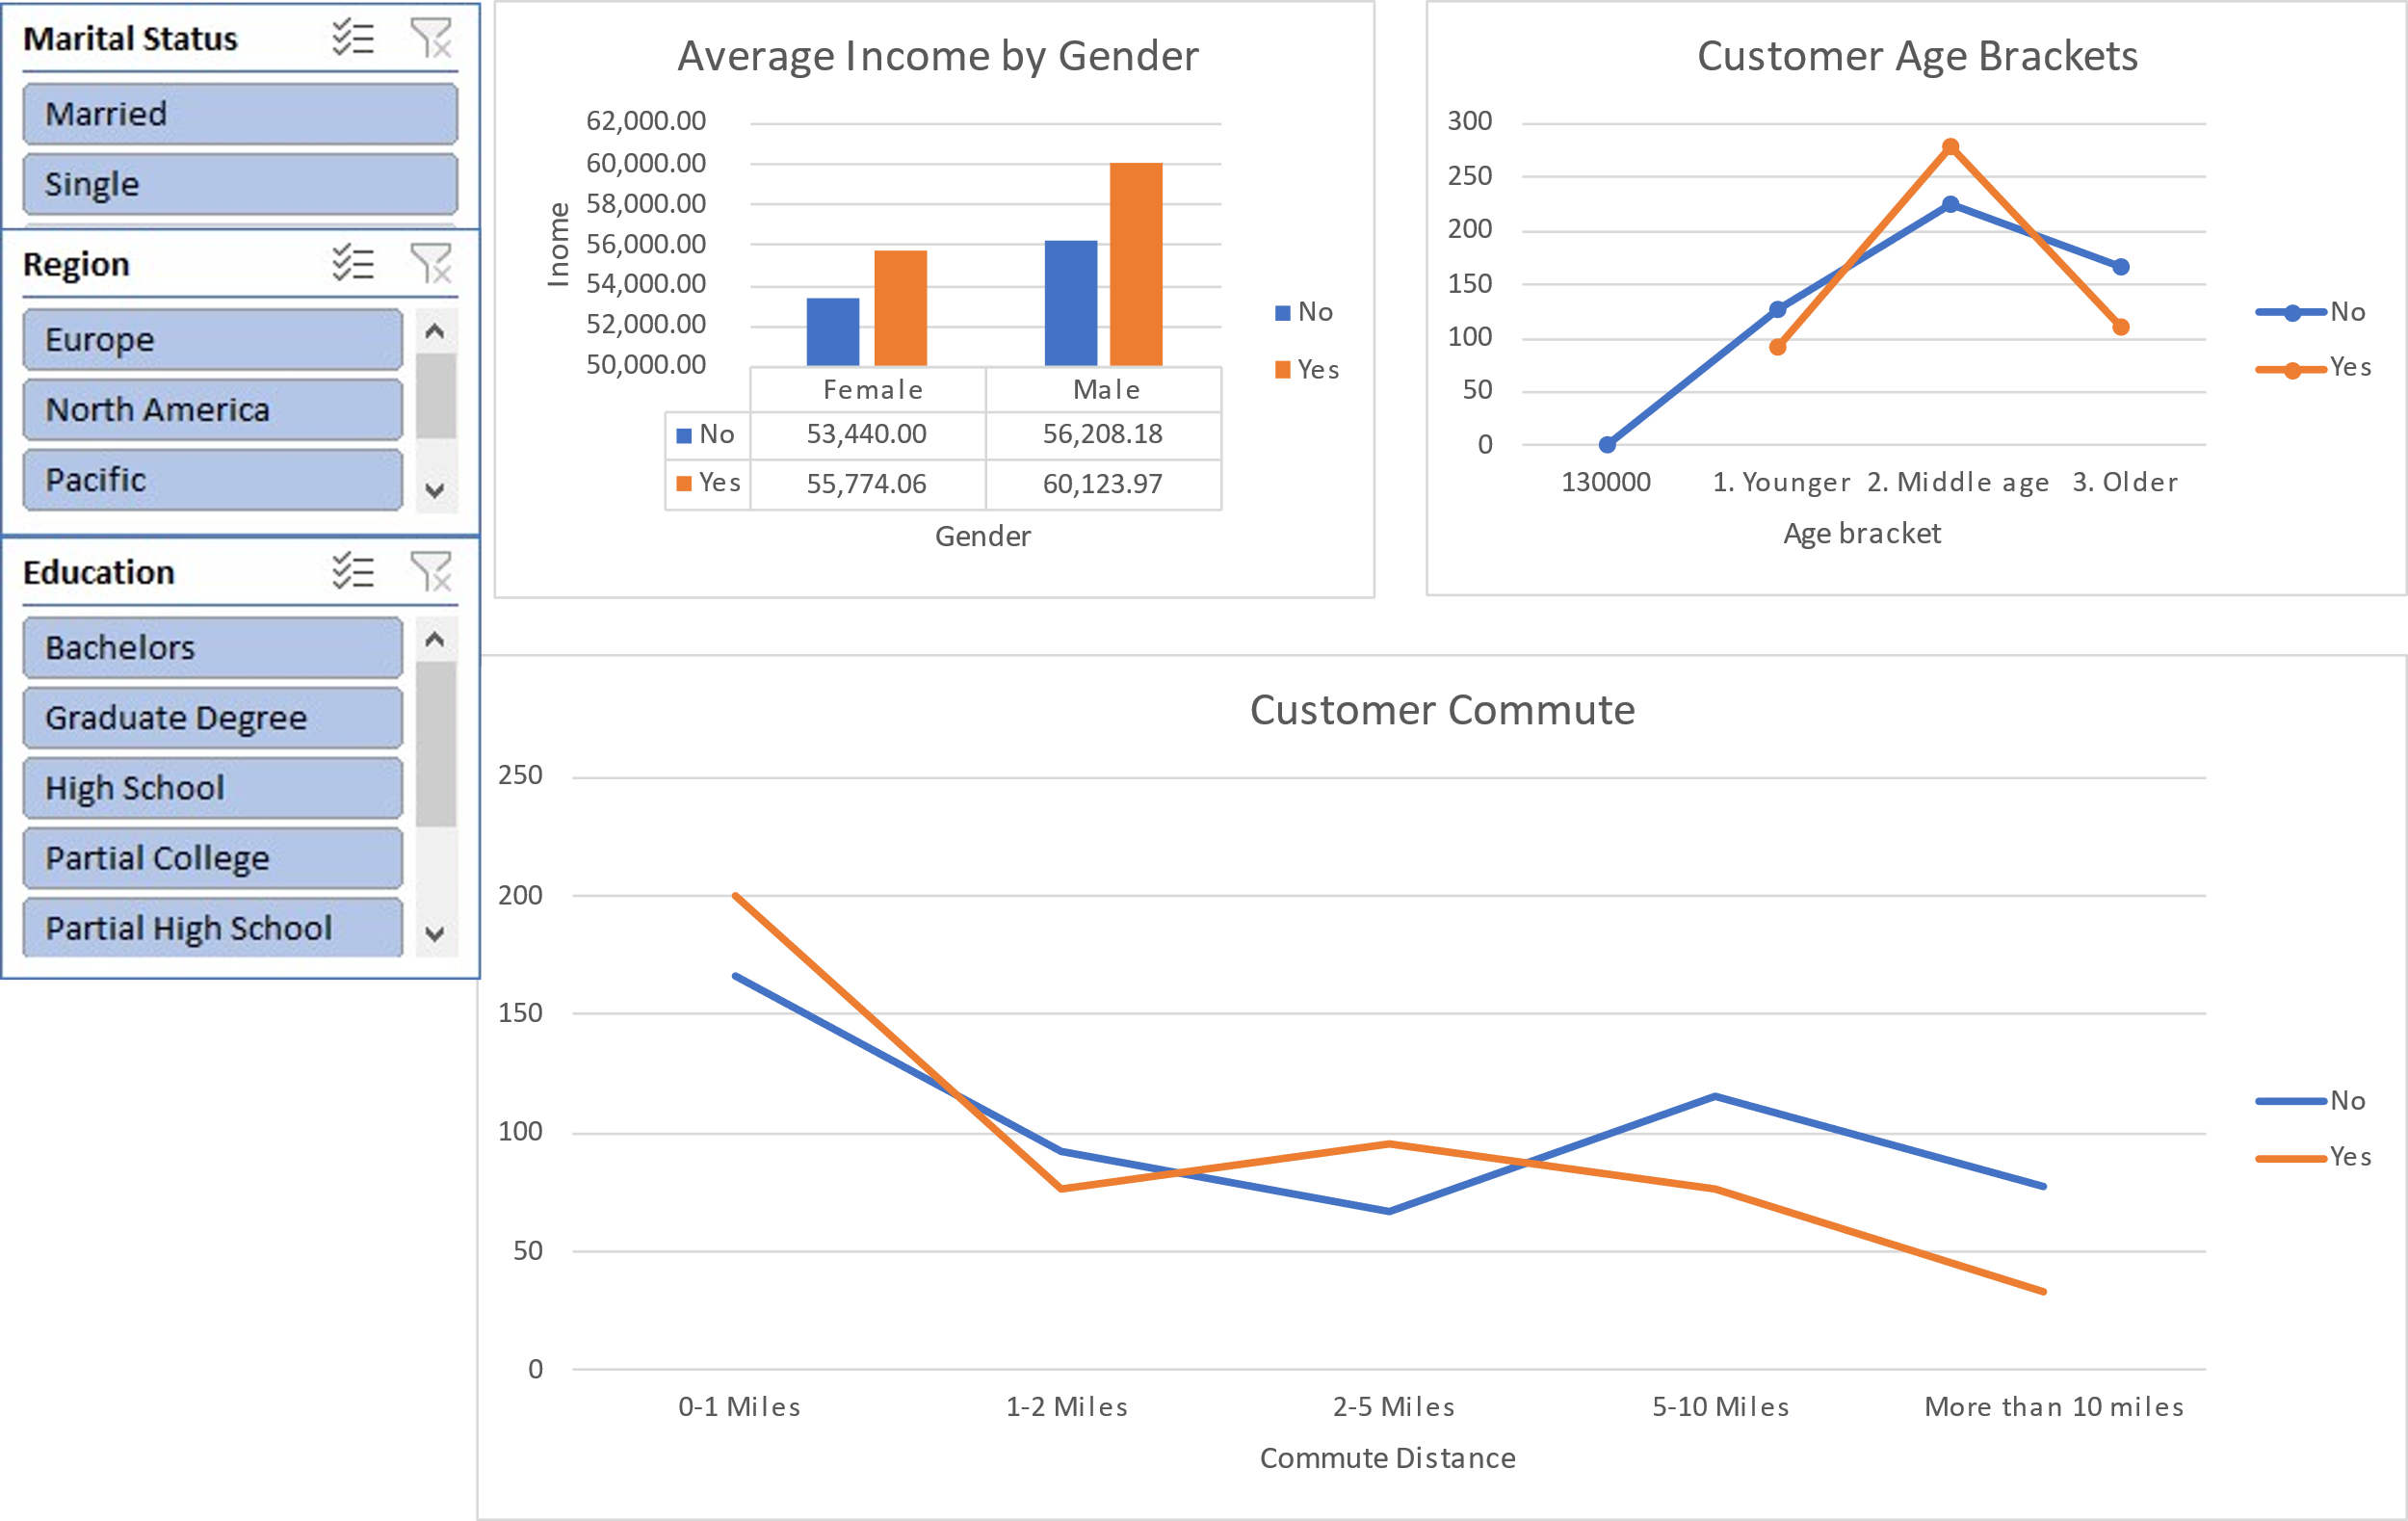 Marital Status
Married
Single
Region
Europe
North America
Pacific
Education
Bachelors
Graduate Degree
High School
Partial College
Partial High School
Average Income by Gender
62,000.00
60,000.00
58,000.00
56,000.00
54,000.00
52,000.00
50,000.00
Income
Female Male
No 53,440.00 56,208.18
Yes 55,774.06 60,123.97
Gender
No
Yes
Customer Age Brackets
300
250
200
150
100
50
0
130000 1. Younger 2. Middle age 3. Older
Age bracket
No
Yes
Customer Commute
250
200
150
100
50
0
0-1 Miles 1-2 Miles 2-5 Miles 5-10 Miles More than 10 miles
Commute Distance
No
Yes